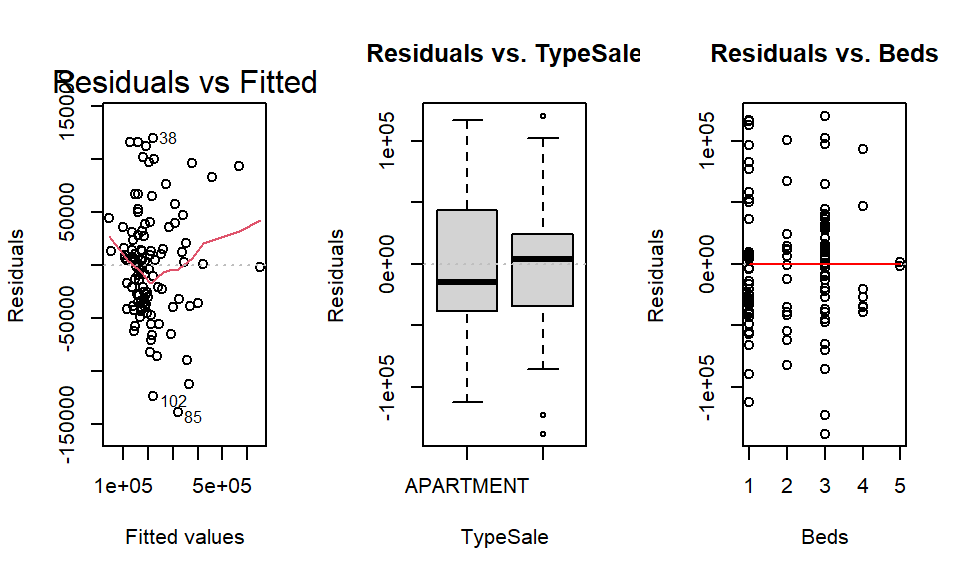 Residuals vs Fitted
Residuals
150000
50000
-50000
-150000
38
102
85
1e+05
5e+05
Fitted values
Residuals vs. TypeSale
Residuals
1e+05
0e+00
-1e+05
APARTMENT
TypeSale
Residuals vs. Beds
Residuals
1e+05
0e+00
-1e+05
1 2 3 4 5
Beds